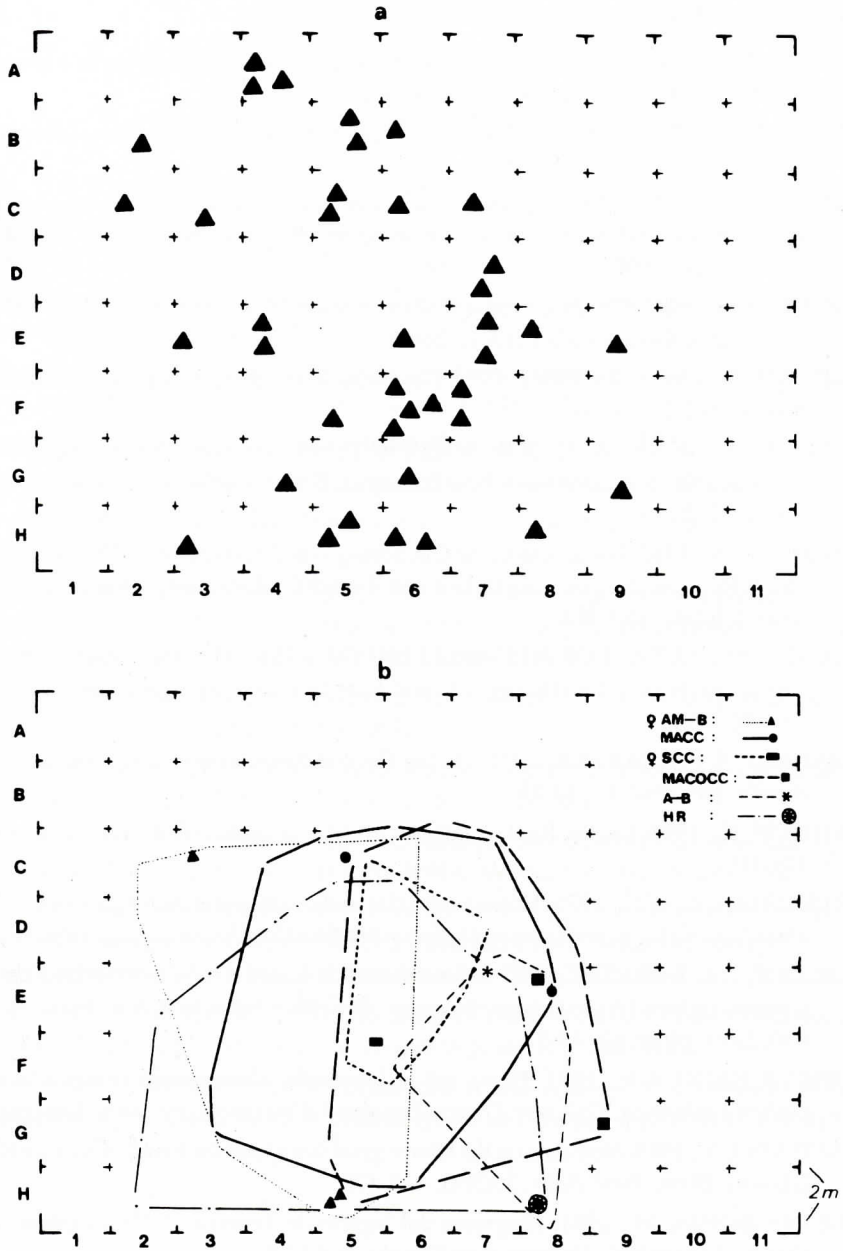 a
A
B
C
D
E
F
G
H
1 2 3 4 5 6 7 8 9 10 11
b
A
B
C
D
E
F
G
H
♀ AM-B :
MACC :
♀ SCC :
MACOCC :
A-B :
HR :
2m
1 2 3 4 5 6 7 8 9 10 11